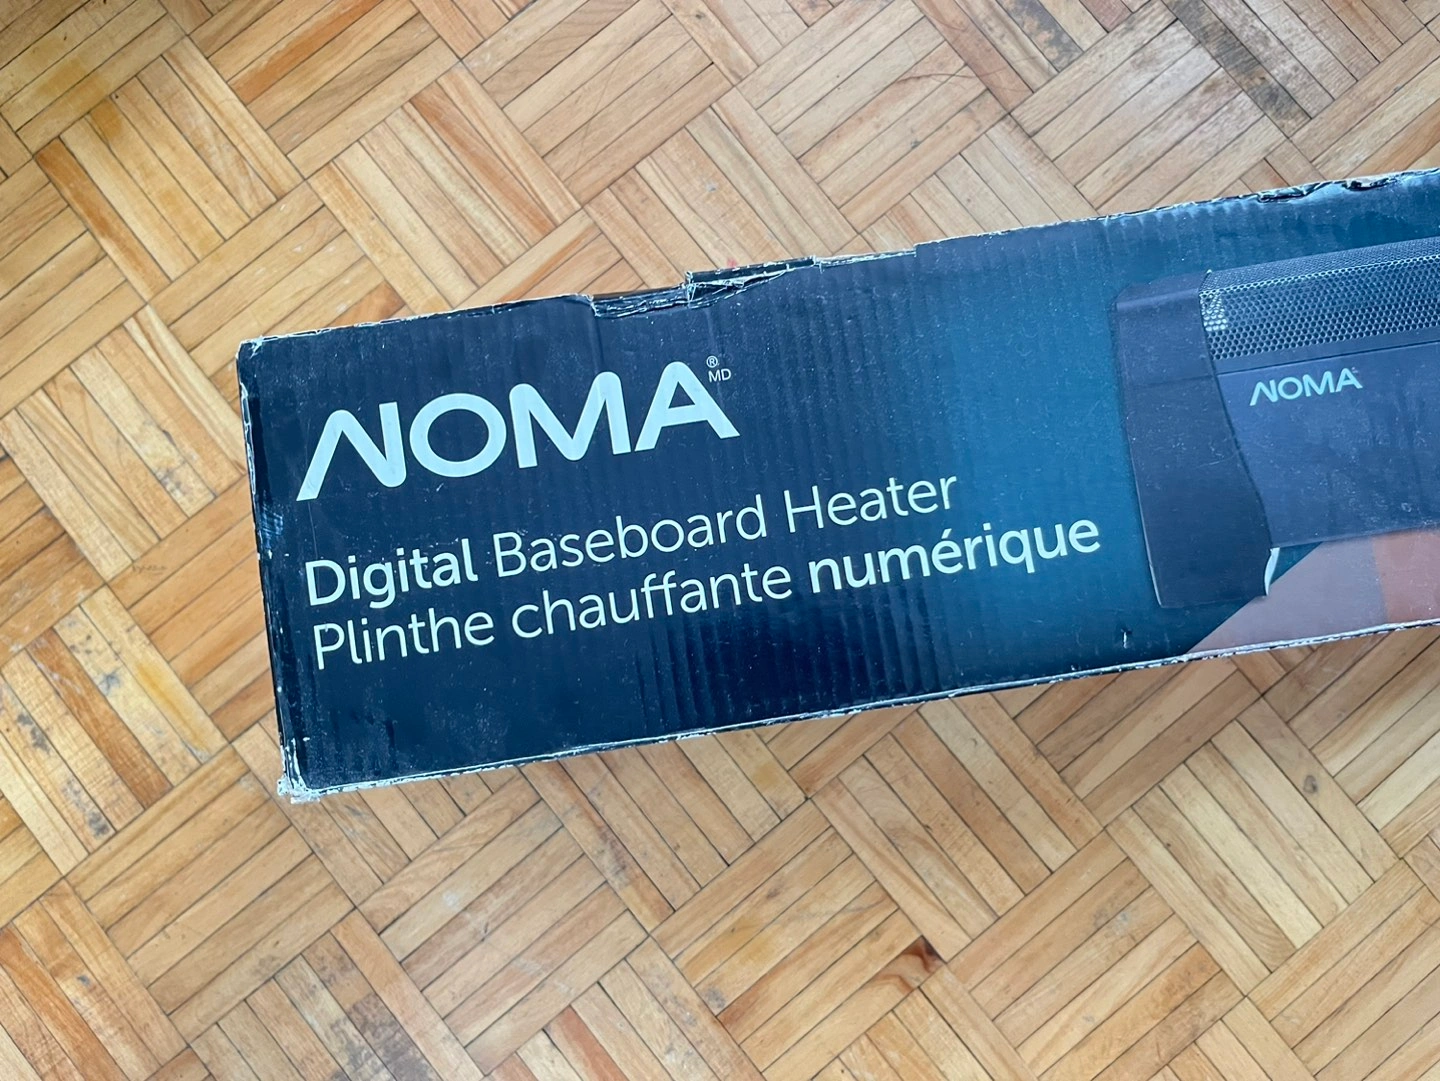 NOMA®
MD
Digital Baseboard Heater
Plinthe chauffante numérique
NOMA